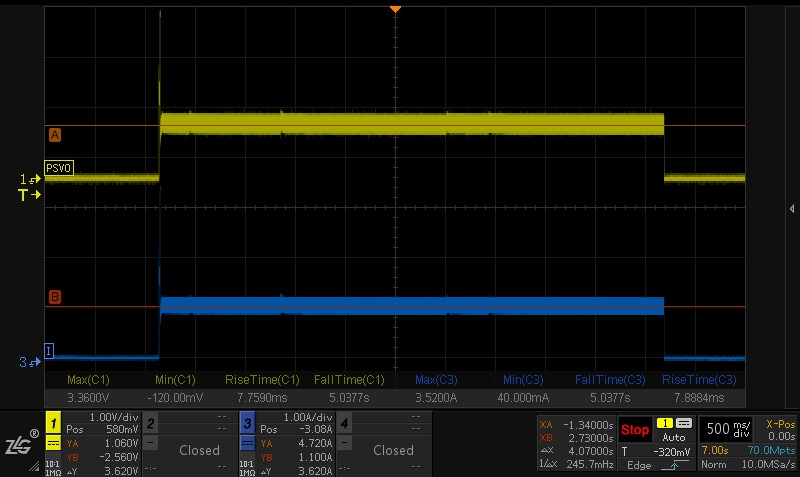 A
PSVO
1
T
B
I
3
Max(C1) Min(C1) RiseTime(C1) FallTime(C1) Max(C3) Min(C3) FallTime(C3) RiseTime(C3)
3.3600V -120.00mV 7.7590ms 5.0377s 3.5200A 40.000mA 5.0377s 7.8884ms
ZLG®
1 1.00V/div
Pos 580mV
YA 1.060V
YB -2.560V
10:1 1MΩ △Y 3.620V
2
Closed
3 1.00A/div
Pos -3.08A
YA 4.720A
YB 1.100A
10:1 1MΩ △Y 3.620A
4
Closed
XA -1.34000s
XB 2.73000s
△X 4.07000s
1/△X 245.7mHz
Stop 1 Auto
T -320mV
Edge
500 ms/div
X-Pos 0.00s
7.00s 70.0Mpts
Norm 10.0MSa/s